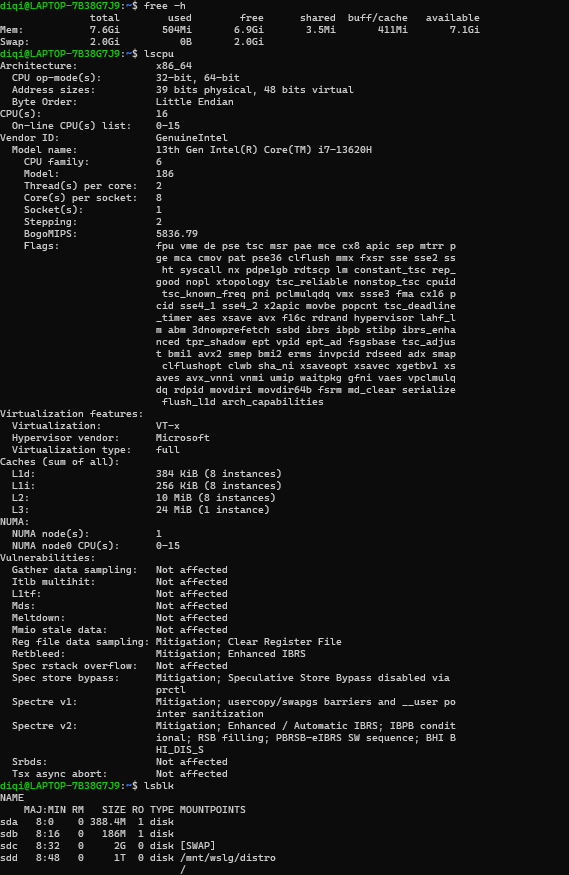 diqi@LAPTOP-7B38G7J9:~$ free -h
               total        used        free      shared  buff/cache   available
Mem:           7.6Gi       504Mi       6.9Gi       3.5Mi       411Mi       7.1Gi
Swap:          2.0Gi          0B       2.0Gi
diqi@LAPTOP-7B38G7J9:~$ lscpu
Architecture:             x86_64
  CPU op-mode(s):         32-bit, 64-bit
  Address sizes:          39 bits physical, 48 bits virtual
  Byte Order:             Little Endian
CPU(s):                   16
  On-line CPU(s) list:    0-15
Vendor ID:                GenuineIntel
  Model name:             13th Gen Intel(R) Core(TM) i7-13620H
    CPU family:           6
    Model:                186
    Thread(s) per core:   2
    Core(s) per socket:   8
    Socket(s):            1
    Stepping:             2
    BogoMIPS:             5836.79
    Flags:                fpu vme de pse tsc msr pae mce cx8 apic sep mtrr p
                          ge mca cmov pat pse36 clflush mmx fxsr sse sse2 ss
                           ht syscall nx pdpe1gb rdtscp lm constant_tsc rep_
                          good nopl xtopology tsc_reliable nonstop_tsc cpuid
                           tsc_known_freq pni pclmulqdq vmx ssse3 fma cx16 p
                          cid sse4_1 sse4_2 x2apic movbe popcnt tsc_deadline
                          _timer aes xsave avx f16c rdrand hypervisor lahf_l
                          m abm 3dnowprefetch ssbd ibrs ibpb stibp ibrs_enha
                          nced tpr_shadow ept vpid ept_ad fsgsbase tsc_adjus
                          t bmi1 avx2 smep bmi2 erms invpcid rdseed adx smap
                           clflushopt clwb sha_ni xsaveopt xsavec xgetbv1 xs
                          aves avx_vnni vnmi umip waitpkg gfni vaes vpclmulq
                          dq rdpid movdiri movdir64b fsrm md_clear serialize
                           flush_l1d arch_capabilities
Virtualization features:
  Virtualization:         VT-x
  Hypervisor vendor:      Microsoft
  Virtualization type:    full
Caches (sum of all):
  L1d:                    384 KiB (8 instances)
  L1i:                    256 KiB (8 instances)
  L2:                     10 MiB (8 instances)
  L3:                     24 MiB (1 instance)
NUMA:
  NUMA node(s):           1
  NUMA node0 CPU(s):      0-15
Vulnerabilities:
  Gather data sampling:   Not affected
  Itlb multihit:          Not affected
  L1tf:                   Not affected
  Mds:                    Not affected
  Meltdown:               Not affected
  Mmio stale data:        Not affected
  Reg file data sampling: Mitigation; Clear Register File
  Retbleed:               Mitigation; Enhanced IBRS
  Spec rstack overflow:   Not affected
  Spec store bypass:      Mitigation; Speculative Store Bypass disabled via
                          prctl
  Spectre v1:             Mitigation; usercopy/swapgs barriers and __user po
                          inter sanitization
  Spectre v2:             Mitigation; Enhanced / Automatic IBRS; IBPB condit
                          ional; RSB filling; PBRSB-eIBRS SW sequence; BHI B
                          HI_DIS_S
  Srbds:                  Not affected
  Tsx async abort:        Not affected
diqi@LAPTOP-7B38G7J9:~$ lsblk
NAME
    MAJ:MIN RM   SIZE RO TYPE MOUNTPOINTS
sda   8:0    0 388.4M  1 disk
sdb   8:16   0   186M  1 disk
sdc   8:32   0     2G  0 disk [SWAP]
sdd   8:48   0     1T  0 disk /mnt/wslg/distro
                              /